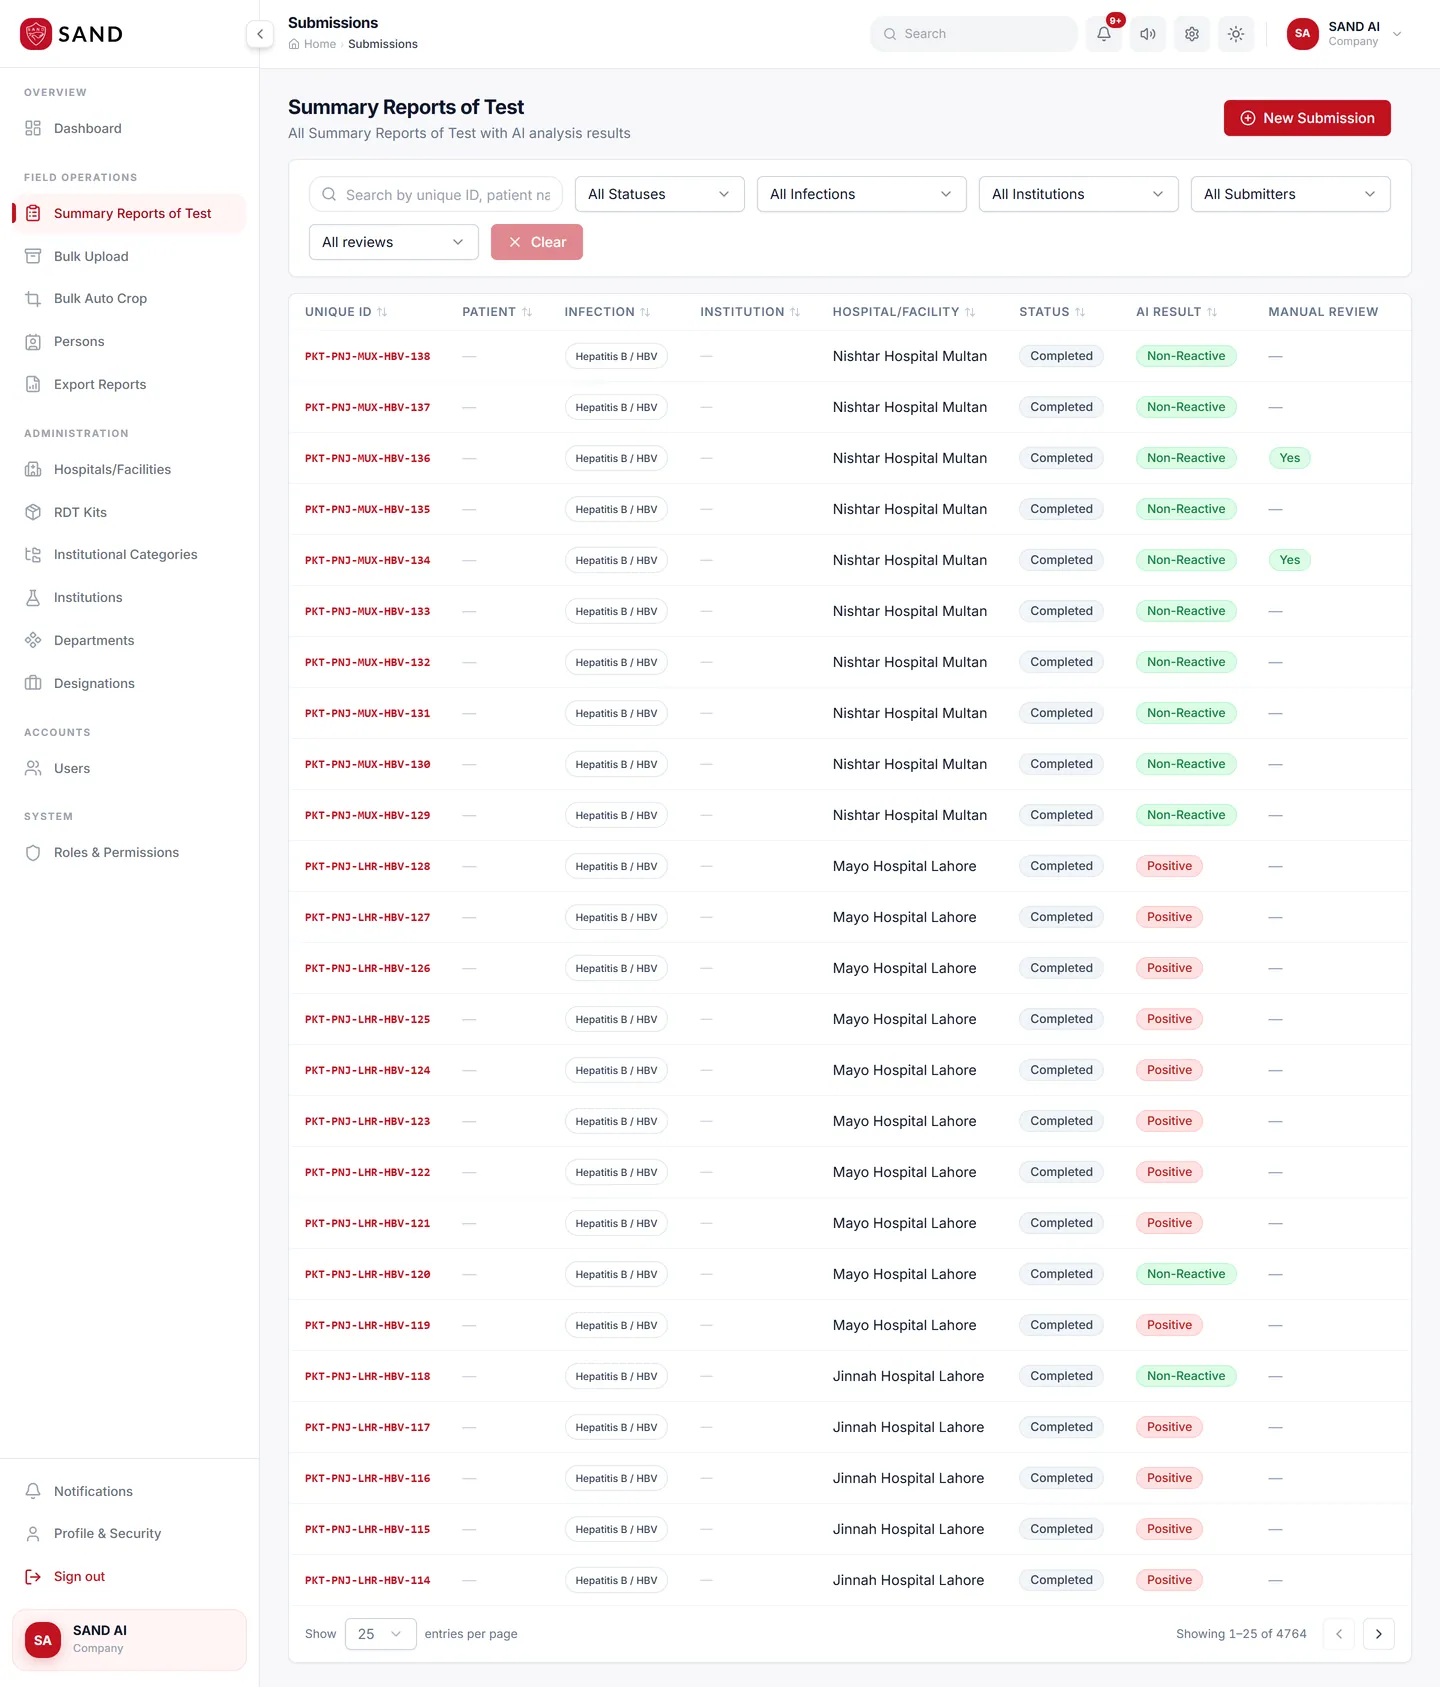 SAND
OVERVIEW
Dashboard
FIELD OPERATIONS
Summary Reports of Test
Bulk Upload
Bulk Auto Crop
Persons
Export Reports
ADMINISTRATION
Hospitals/Facilities
RDT Kits
Institutional Categories
Institutions
Departments
Designations
ACCOUNTS
Users
SYSTEM
Roles & Permissions
Notifications
Profile & Security
Sign out
SA
SAND AI
Company
Submissions
Home › Submissions
Search
9+
SA
SAND AI
Company
Summary Reports of Test
All Summary Reports of Test with AI analysis results
New Submission
Search by unique ID, patient na
All Statuses
All Infections
All Institutions
All Submitters
All reviews
Clear
UNIQUE ID PATIENT INFECTION INSTITUTION HOSPITAL/FACILITY STATUS AI RESULT MANUAL REVIEW
PKT-PNJ-MUX-HBV-138 — Hepatitis B / HBV — Nishtar Hospital Multan Completed Non-Reactive —
PKT-PNJ-MUX-HBV-137 — Hepatitis B / HBV — Nishtar Hospital Multan Completed Non-Reactive —
PKT-PNJ-MUX-HBV-136 — Hepatitis B / HBV — Nishtar Hospital Multan Completed Non-Reactive Yes
PKT-PNJ-MUX-HBV-135 — Hepatitis B / HBV — Nishtar Hospital Multan Completed Non-Reactive —
PKT-PNJ-MUX-HBV-134 — Hepatitis B / HBV — Nishtar Hospital Multan Completed Non-Reactive Yes
PKT-PNJ-MUX-HBV-133 — Hepatitis B / HBV — Nishtar Hospital Multan Completed Non-Reactive —
PKT-PNJ-MUX-HBV-132 — Hepatitis B / HBV — Nishtar Hospital Multan Completed Non-Reactive —
PKT-PNJ-MUX-HBV-131 — Hepatitis B / HBV — Nishtar Hospital Multan Completed Non-Reactive —
PKT-PNJ-MUX-HBV-130 — Hepatitis B / HBV — Nishtar Hospital Multan Completed Non-Reactive —
PKT-PNJ-MUX-HBV-129 — Hepatitis B / HBV — Nishtar Hospital Multan Completed Non-Reactive —
PKT-PNJ-LHR-HBV-128 — Hepatitis B / HBV — Mayo Hospital Lahore Completed Positive —
PKT-PNJ-LHR-HBV-127 — Hepatitis B / HBV — Mayo Hospital Lahore Completed Positive —
PKT-PNJ-LHR-HBV-126 — Hepatitis B / HBV — Mayo Hospital Lahore Completed Positive —
PKT-PNJ-LHR-HBV-125 — Hepatitis B / HBV — Mayo Hospital Lahore Completed Positive —
PKT-PNJ-LHR-HBV-124 — Hepatitis B / HBV — Mayo Hospital Lahore Completed Positive —
PKT-PNJ-LHR-HBV-123 — Hepatitis B / HBV — Mayo Hospital Lahore Completed Positive —
PKT-PNJ-LHR-HBV-122 — Hepatitis B / HBV — Mayo Hospital Lahore Completed Positive —
PKT-PNJ-LHR-HBV-121 — Hepatitis B / HBV — Mayo Hospital Lahore Completed Positive —
PKT-PNJ-LHR-HBV-120 — Hepatitis B / HBV — Mayo Hospital Lahore Completed Non-Reactive —
PKT-PNJ-LHR-HBV-119 — Hepatitis B / HBV — Mayo Hospital Lahore Completed Positive —
PKT-PNJ-LHR-HBV-118 — Hepatitis B / HBV — Jinnah Hospital Lahore Completed Non-Reactive —
PKT-PNJ-LHR-HBV-117 — Hepatitis B / HBV — Jinnah Hospital Lahore Completed Positive —
PKT-PNJ-LHR-HBV-116 — Hepatitis B / HBV — Jinnah Hospital Lahore Completed Positive —
PKT-PNJ-LHR-HBV-115 — Hepatitis B / HBV — Jinnah Hospital Lahore Completed Positive —
PKT-PNJ-LHR-HBV-114 — Hepatitis B / HBV — Jinnah Hospital Lahore Completed Positive —
Show 25 entries per page
Showing 1–25 of 4764